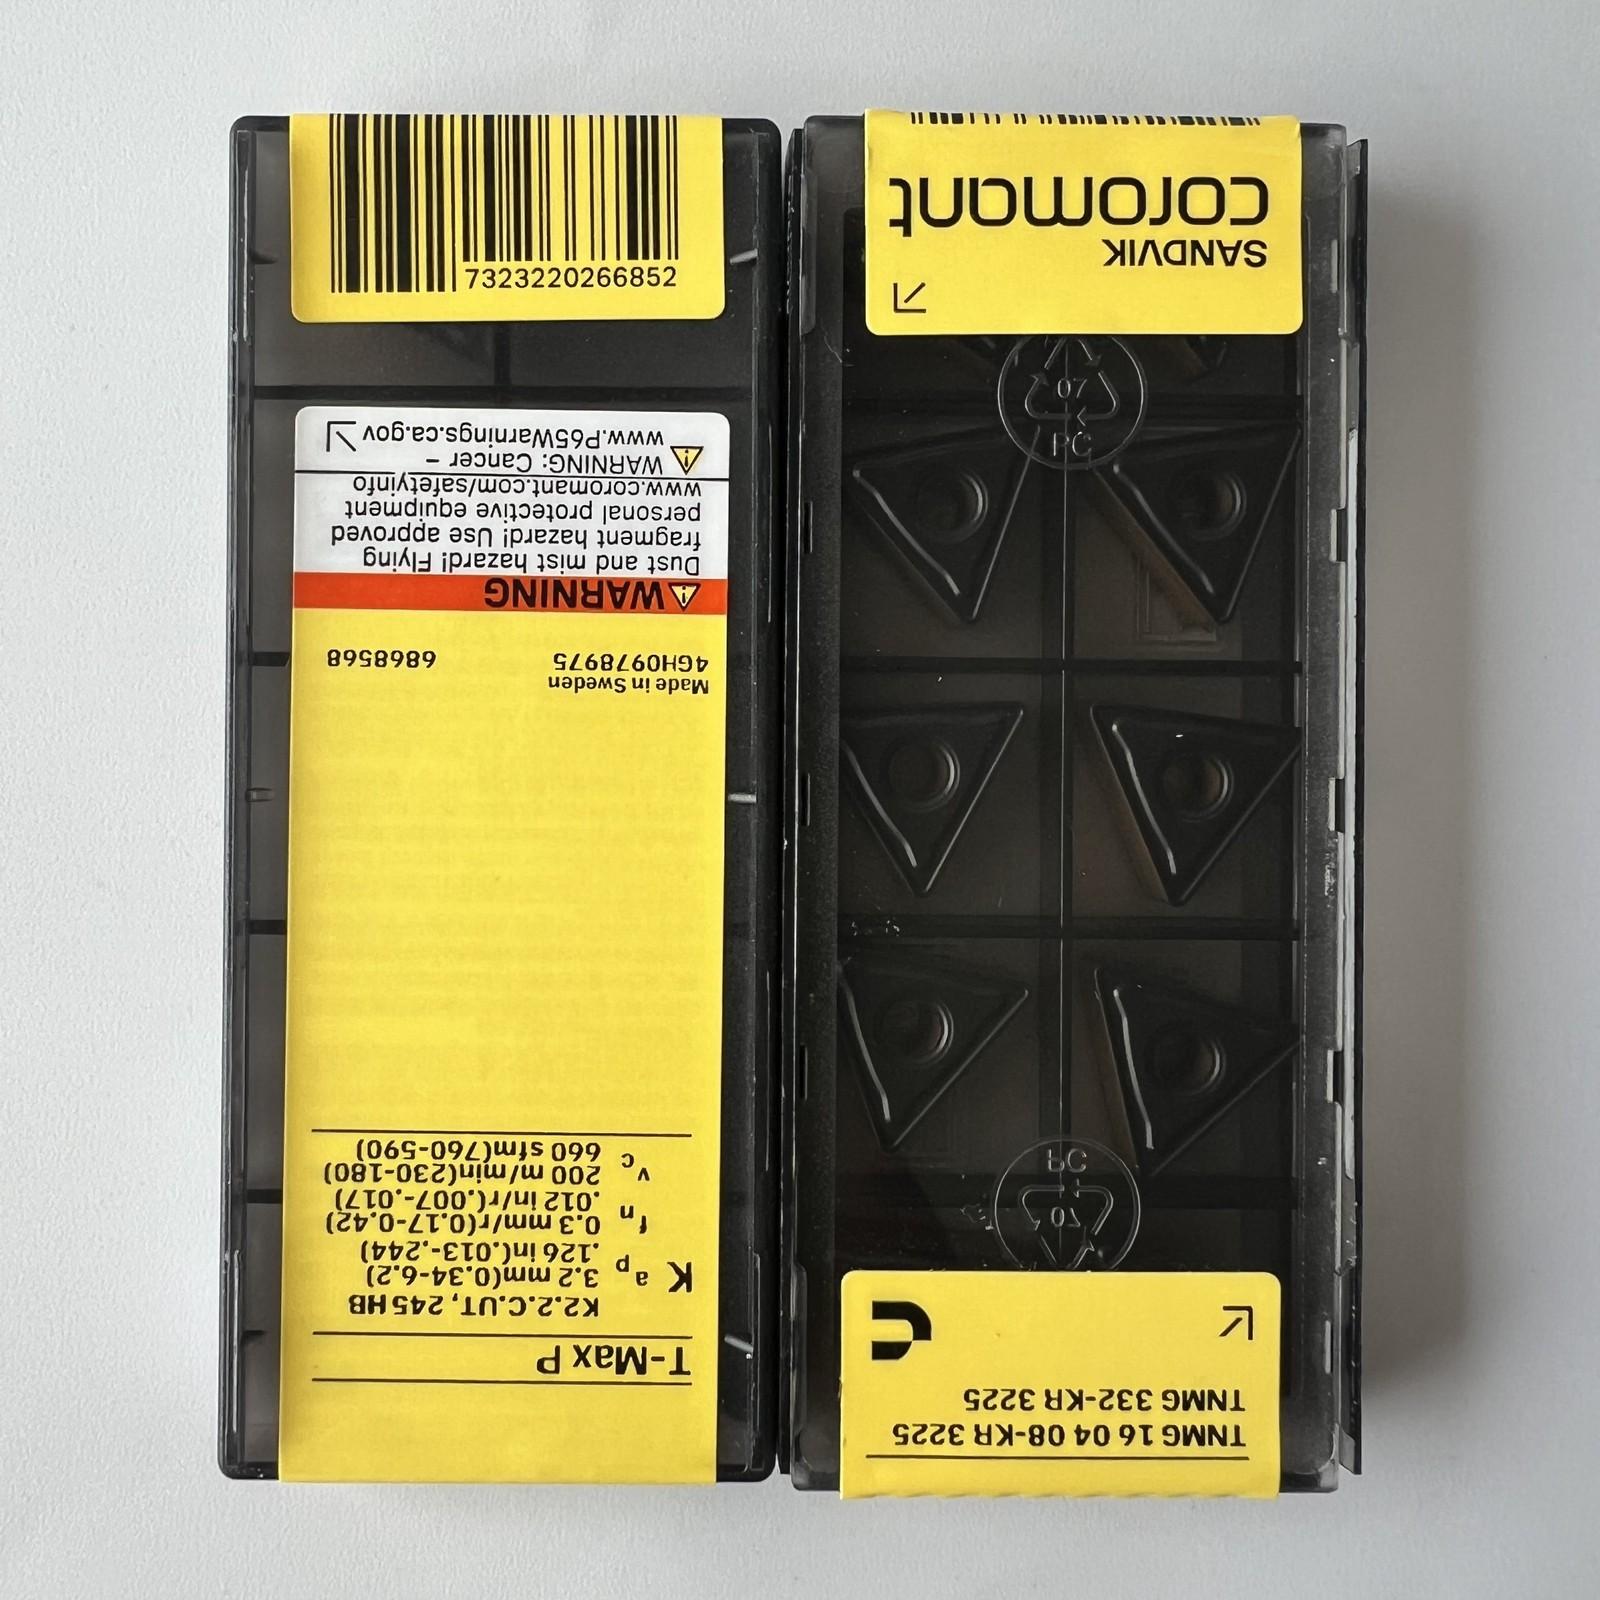 7323220266852
T-Max P
K2.2.C.UT, 245 HB
K ap 3.2 mm(0.34-6.2)
.126 in(.013-.244)
fn 0.3 mm/r(0.17-0.42)
.012 in/r(.007-.017)
vc 200 m/min(230-180)
660 sfm(760-590)
Made in Sweden
4GH0978975 6868568
WARNING
Dust and mist hazard! Flying
fragment hazard! Use approved
personal protective equipment
www.coromant.com/safetyinfo
WARNING: Cancer –
www.P65Warnings.ca.gov
TNMG 16 04 08-KR 3225
TNMG 332-KR 3225
07
PC
07
PC
SANDVIK
coromant